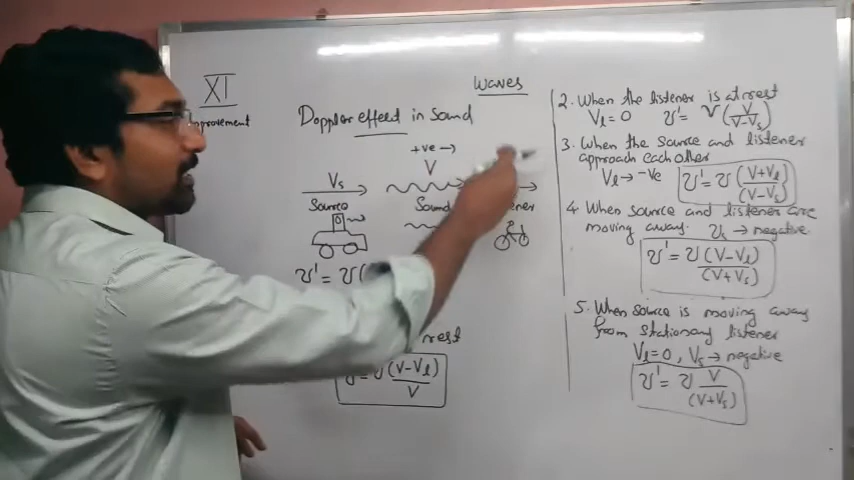 XI
Waves
Doppler effect in sound
+ve →
Vs
V
Source
Sound
ν' = ν(
rest
ν(V-Vl)
V
2. When the listener is at rest
Vl = 0 ν' = ν(V/V-Vs)
3. When the source and listener
approach each other
Vl → -ve ν' = ν (V+Vl)/(V-Vs)
4 When source and listener are
moving away. Vs → negative.
ν' = ν (V-Vl)/(V+Vs)
5. When source is moving away
from stationary listener
Vl=0, Vs → negative
ν' = ν V/(V+Vs)